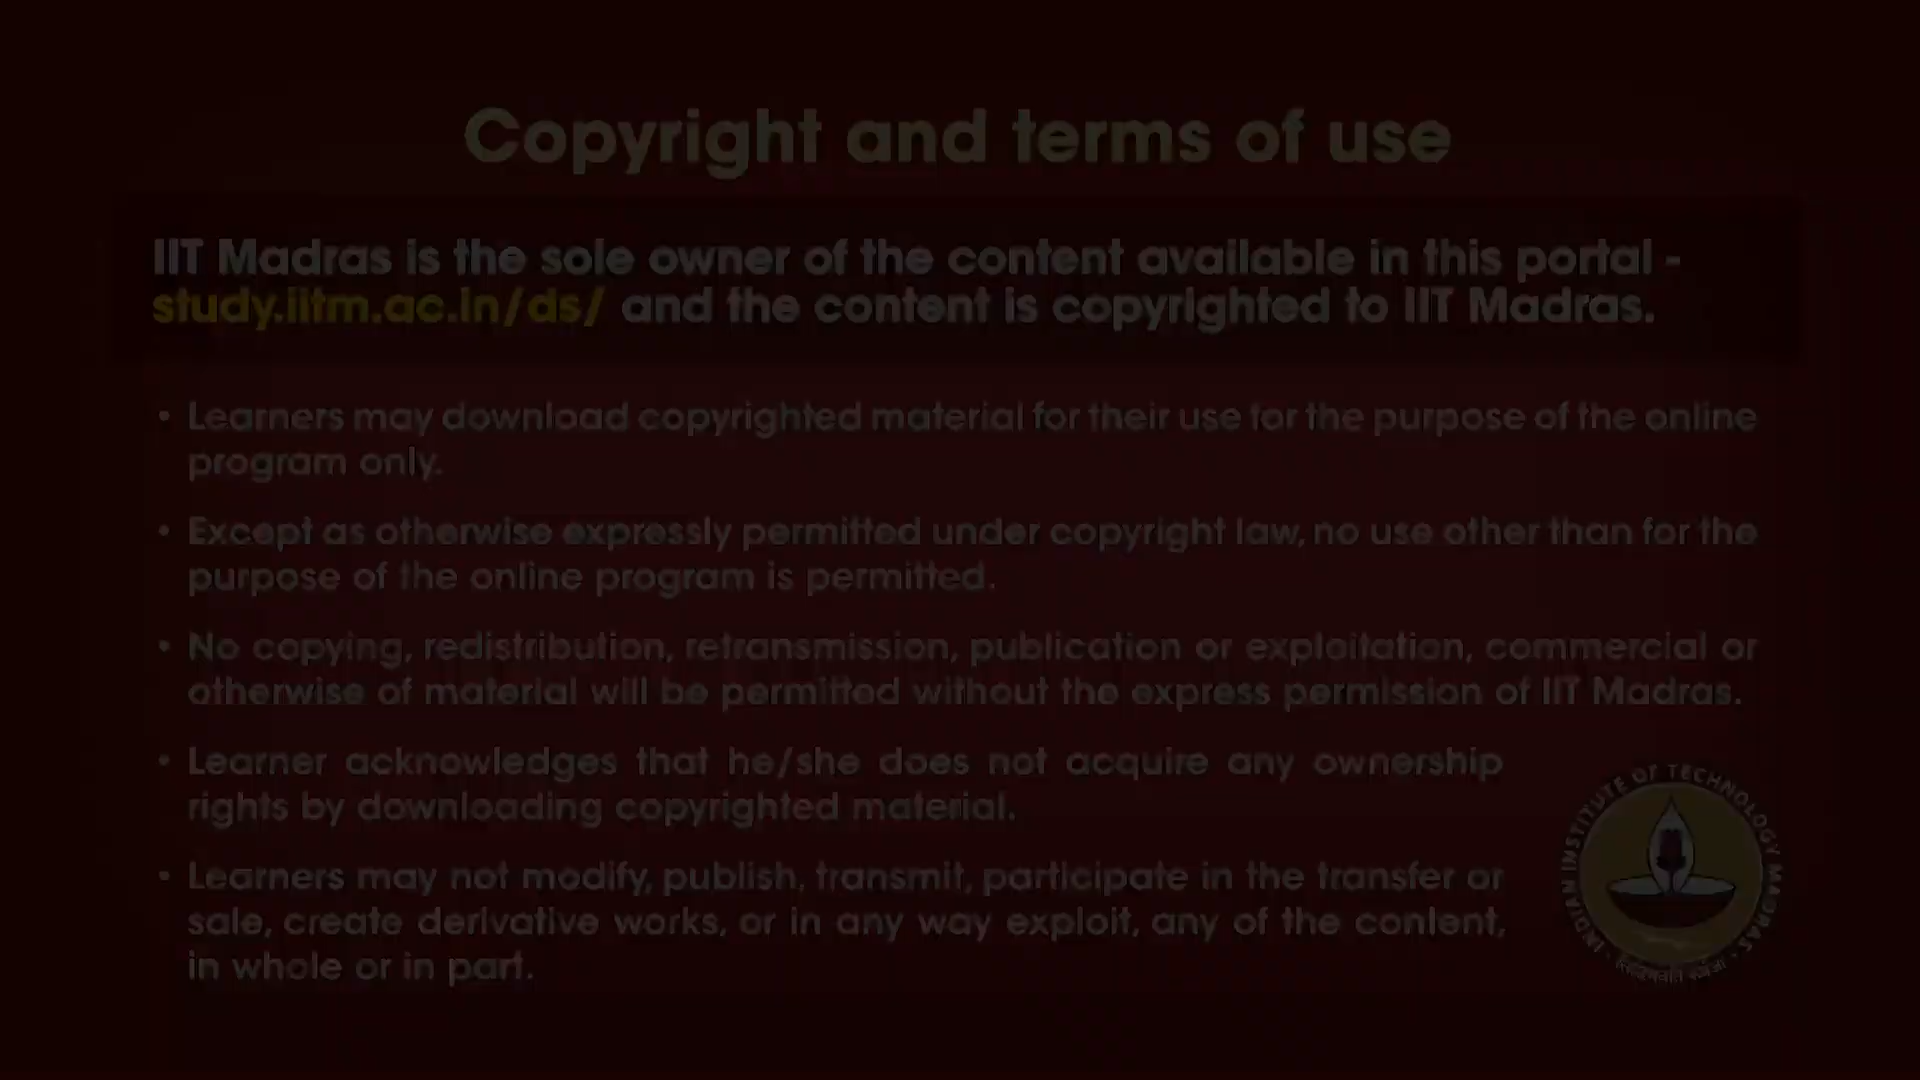 Copyright and terms of use
IIT Madras is the sole owner of the content available in this portal -
study.iitm.ac.in/ds/ and the content is copyrighted to IIT Madras.
• Learners may download copyrighted material for their use for the purpose of the online
program only.
• Except as otherwise expressly permitted under copyright law, no use other than for the
purpose of the online program is permitted.
• No copying, redistribution, retransmission, publication or exploitation, commercial or
otherwise of material will be permitted without the express permission of IIT Madras.
• Learner acknowledges that he/she does not acquire any ownership
rights by downloading copyrighted material.
• Learners may not modify, publish, transmit, participate in the transfer or
sale, create derivative works, or in any way exploit, any of the content,
in whole or in part.
INDIAN INSTITUTE OF TECHNOLOGY MADRAS